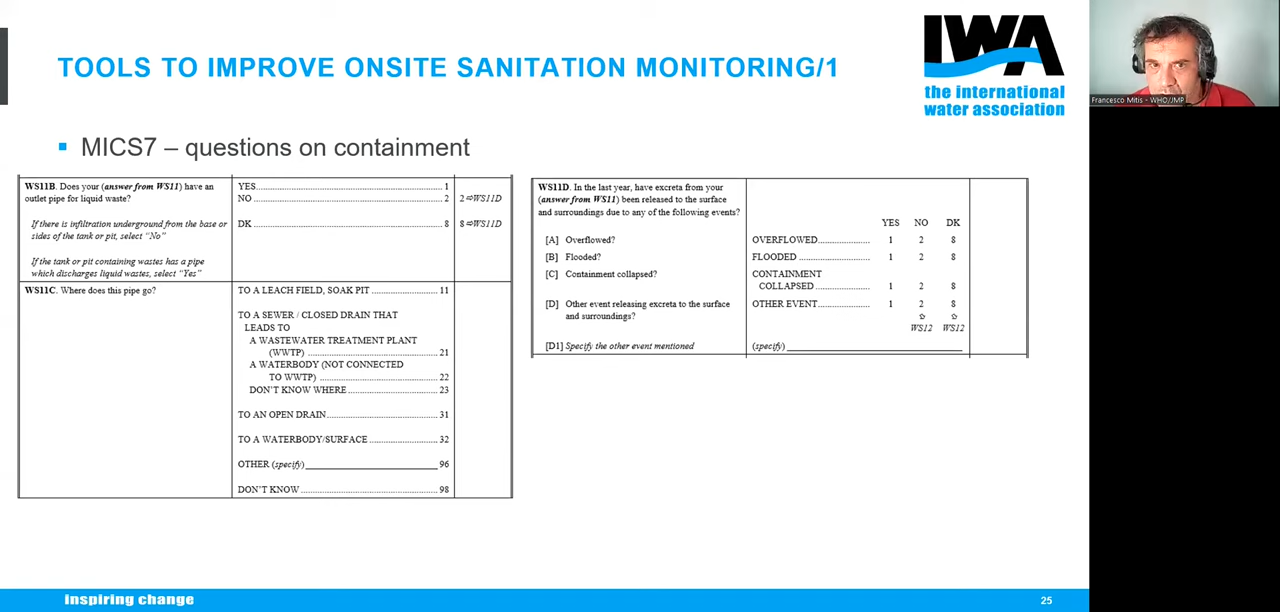 TOOLS TO IMPROVE ONSITE SANITATION MONITORING/1
IWA
the international
water association
Francesco Mitis - WHO/JMP
▪ MICS7 – questions on containment
WS11B. Does your (answer from WS11) have an
outlet pipe for liquid waste?
If there is infiltration underground from the base or
sides of the tank or pit, select “No”
If the tank or pit containing wastes has a pipe
which discharges liquid wastes, select “Yes”
YES 1
NO 2
2⇨WS11D
DK 8
8⇨WS11D
WS11C. Where does this pipe go?
TO A LEACH FIELD, SOAK PIT 11
TO A SEWER / CLOSED DRAIN THAT
LEADS TO
A WASTEWATER TREATMENT PLANT
(WWTP) 21
A WATERBODY (NOT CONNECTED
TO WWTP) 22
DON’T KNOW WHERE 23
TO AN OPEN DRAIN 31
TO A WATERBODY/SURFACE 32
OTHER (specify) 96
DON’T KNOW 98
WS11D. In the last year, have excreta from your
(answer from WS11) been released to the surface
and surroundings due to any of the following events?
YES NO DK
[A] Overflowed?
OVERFLOWED 1 2 8
[B] Flooded?
FLOODED 1 2 8
[C] Containment collapsed?
CONTAINMENT
COLLAPSED 1 2 8
[D] Other event releasing excreta to the surface
and surroundings?
OTHER EVENT 1 2 8
WS12 WS12
[D1] Specify the other event mentioned
(specify)
inspiring change
25